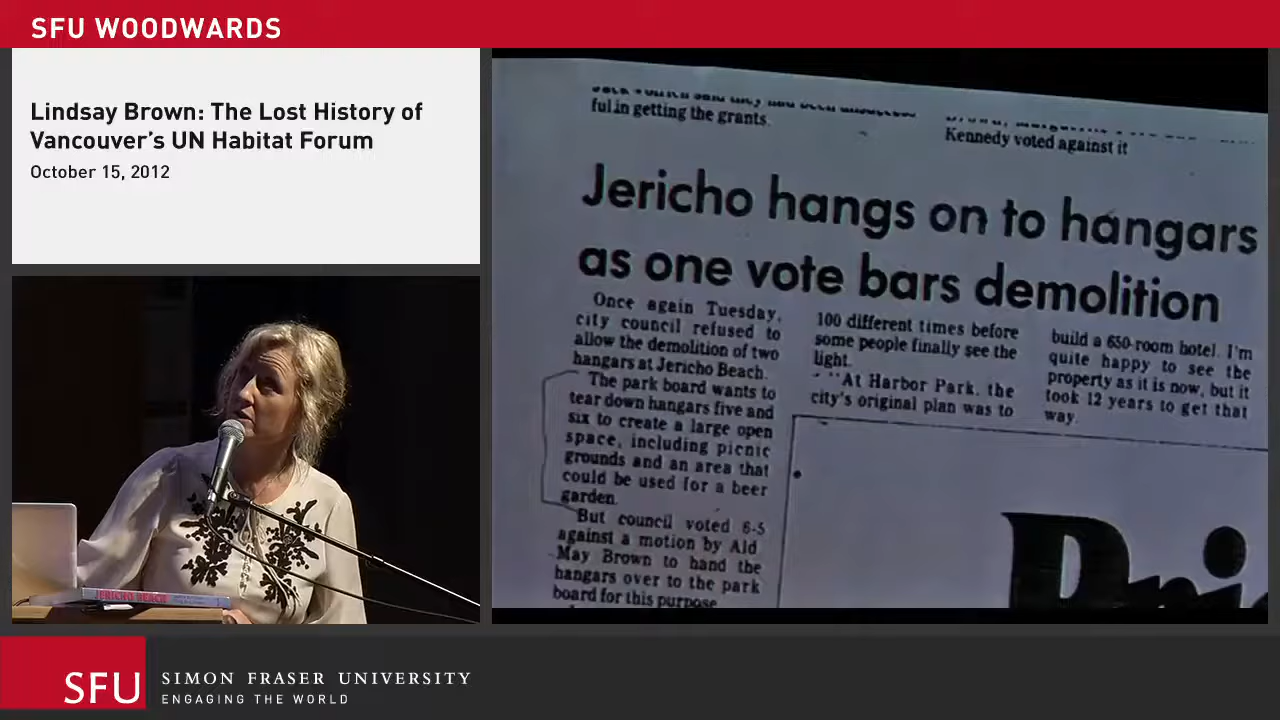 SFU WOODWARDS
Lindsay Brown: The Lost History of
Vancouver's UN Habitat Forum
October 15, 2012
ful in getting the grants.
Kennedy voted against it
Jericho hangs on to hangars
as one vote bars demolition
Once again Tuesday,
city council refused to
allow the demolition of two
hangars at Jericho Beach.
The park board wants to
tear down hangars five and
six to create a large open
space, including picnic
grounds and an area that
could be used for a beer
garden.
But council voted 6-5
against a motion by Ald
May Brown to hand the
hangars over to the park
board for this purpose
100 different times before
some people finally see the
light.
"At Harbor Park, the
city's original plan was to
build a 650-room hotel. I'm
quite happy to see the
property as it is now, but it
took 12 years to get that
way.
JERICHO BEACH
SFU
SIMON FRASER UNIVERSITY
ENGAGING THE WORLD